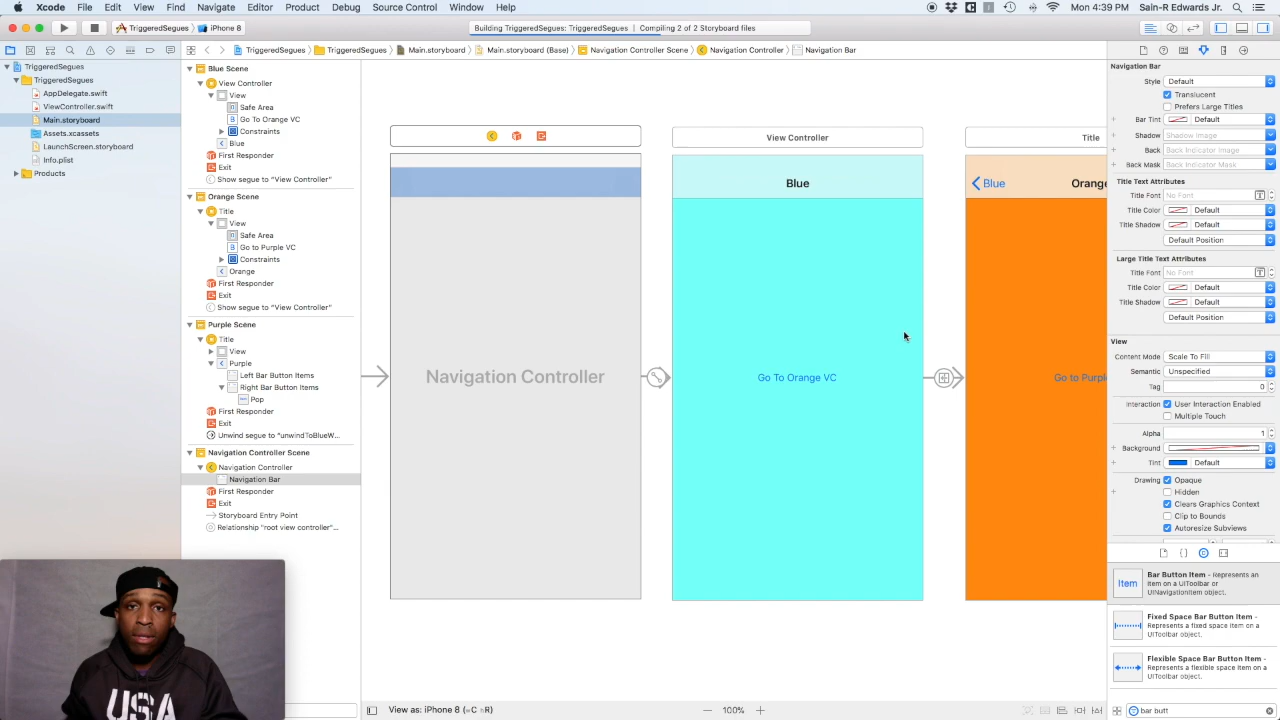 Xcode File Edit View Find Navigate Editor Product Debug Source Control Window Help Mon 4:39 PM Sain-R Edwards Jr.
TriggeredSegues iPhone 8 Building TriggeredSegues: TriggeredSegues | Compiling 2 of 2 Storyboard files
TriggeredSegues TriggeredSegues Main.storyboard Main.storyboard (Base) Navigation Controller Scene Navigation Controller Navigation Bar
TriggeredSegues
TriggeredSegues
AppDelegate.swift
ViewController.swift
Main.storyboard
Assets.xcassets
LaunchScreen.storyboard
Info.plist
Products
Blue Scene
View Controller
View
Safe Area
Go To Orange VC
Constraints
Blue
First Responder
Exit
Show segue to "View Controller"
Orange Scene
Title
View
Safe Area
Go to Purple VC
Constraints
Orange
First Responder
Exit
Show segue to "View Controller"
Purple Scene
Title
View
Purple
Left Bar Button Items
Right Bar Button Items
Pop
First Responder
Exit
Unwind segue to "unwindToBlueW...
Navigation Controller Scene
Navigation Controller
Navigation Bar
First Responder
Exit
Storyboard Entry Point
Relationship "root view controller"...
Navigation Controller
View Controller
Blue
Go To Orange VC
Title
Blue Orang
Go to Purpl
View as: iPhone 8 (wC hR)
100%
Navigation Bar
Style Default
Translucent
Prefers Large Titles
Bar Tint Default
Shadow Shadow Image
Back Back Indicator Image
Back Mask Back Indicator Mask
Title Text Attributes
Title Font No Font
Title Color Default
Title Shadow Default
Default Position
Large Title Text Attributes
Title Font No Font
Title Color Default
Title Shadow Default
Default Position
View
Content Mode Scale To Fill
Semantic Unspecified
Tag 0
Interaction User Interaction Enabled
Multiple Touch
Alpha 1
Background
Tint Default
Drawing Opaque
Hidden
Clears Graphics Context
Clip to Bounds
Autoresize Subviews
Item
Bar Button Item - Represents an
item on a UIToolbar or
UINavigationItem object.
Fixed Space Bar Button Item -
Represents a fixed space item on a
UIToolbar object.
Flexible Space Bar Button Item -
Represents a flexible space item on
a UIToolbar object.
bar butt
USA